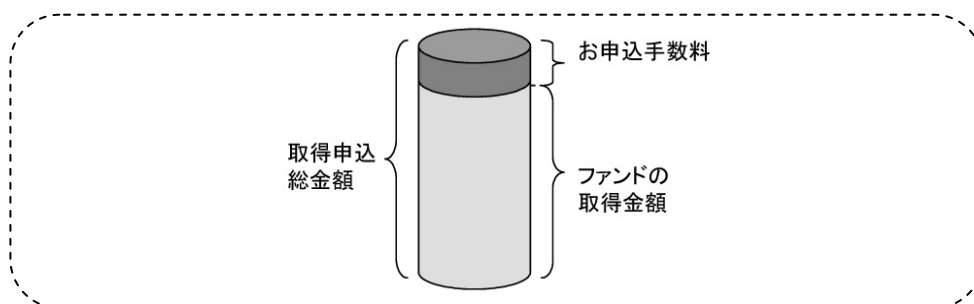 お申込手数料
取得申込
総金額
ファンドの
取得金額